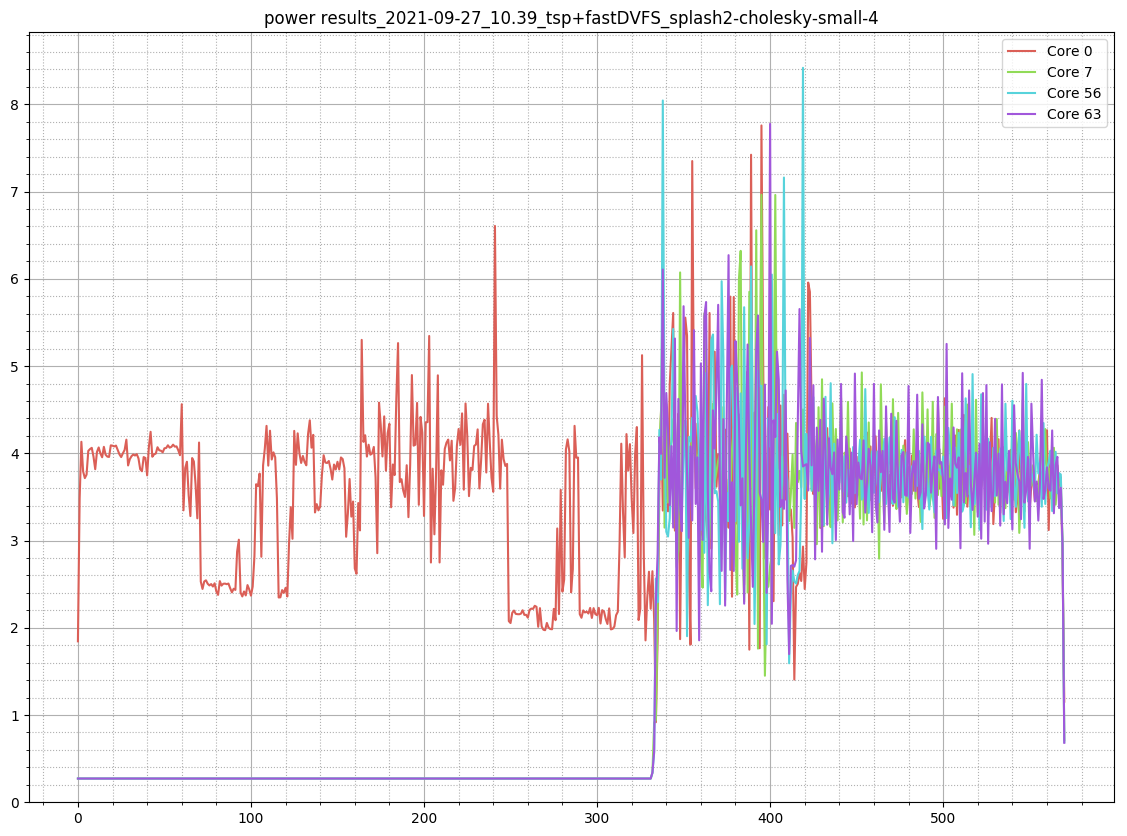 power results_2021-09-27_10.39_tsp+fastDVFS_splash2-cholesky-small-4
Core 0
Core 7
Core 56
Core 63
8
7
6
5
4
3
2
1
0
0 100 200 300 400 500